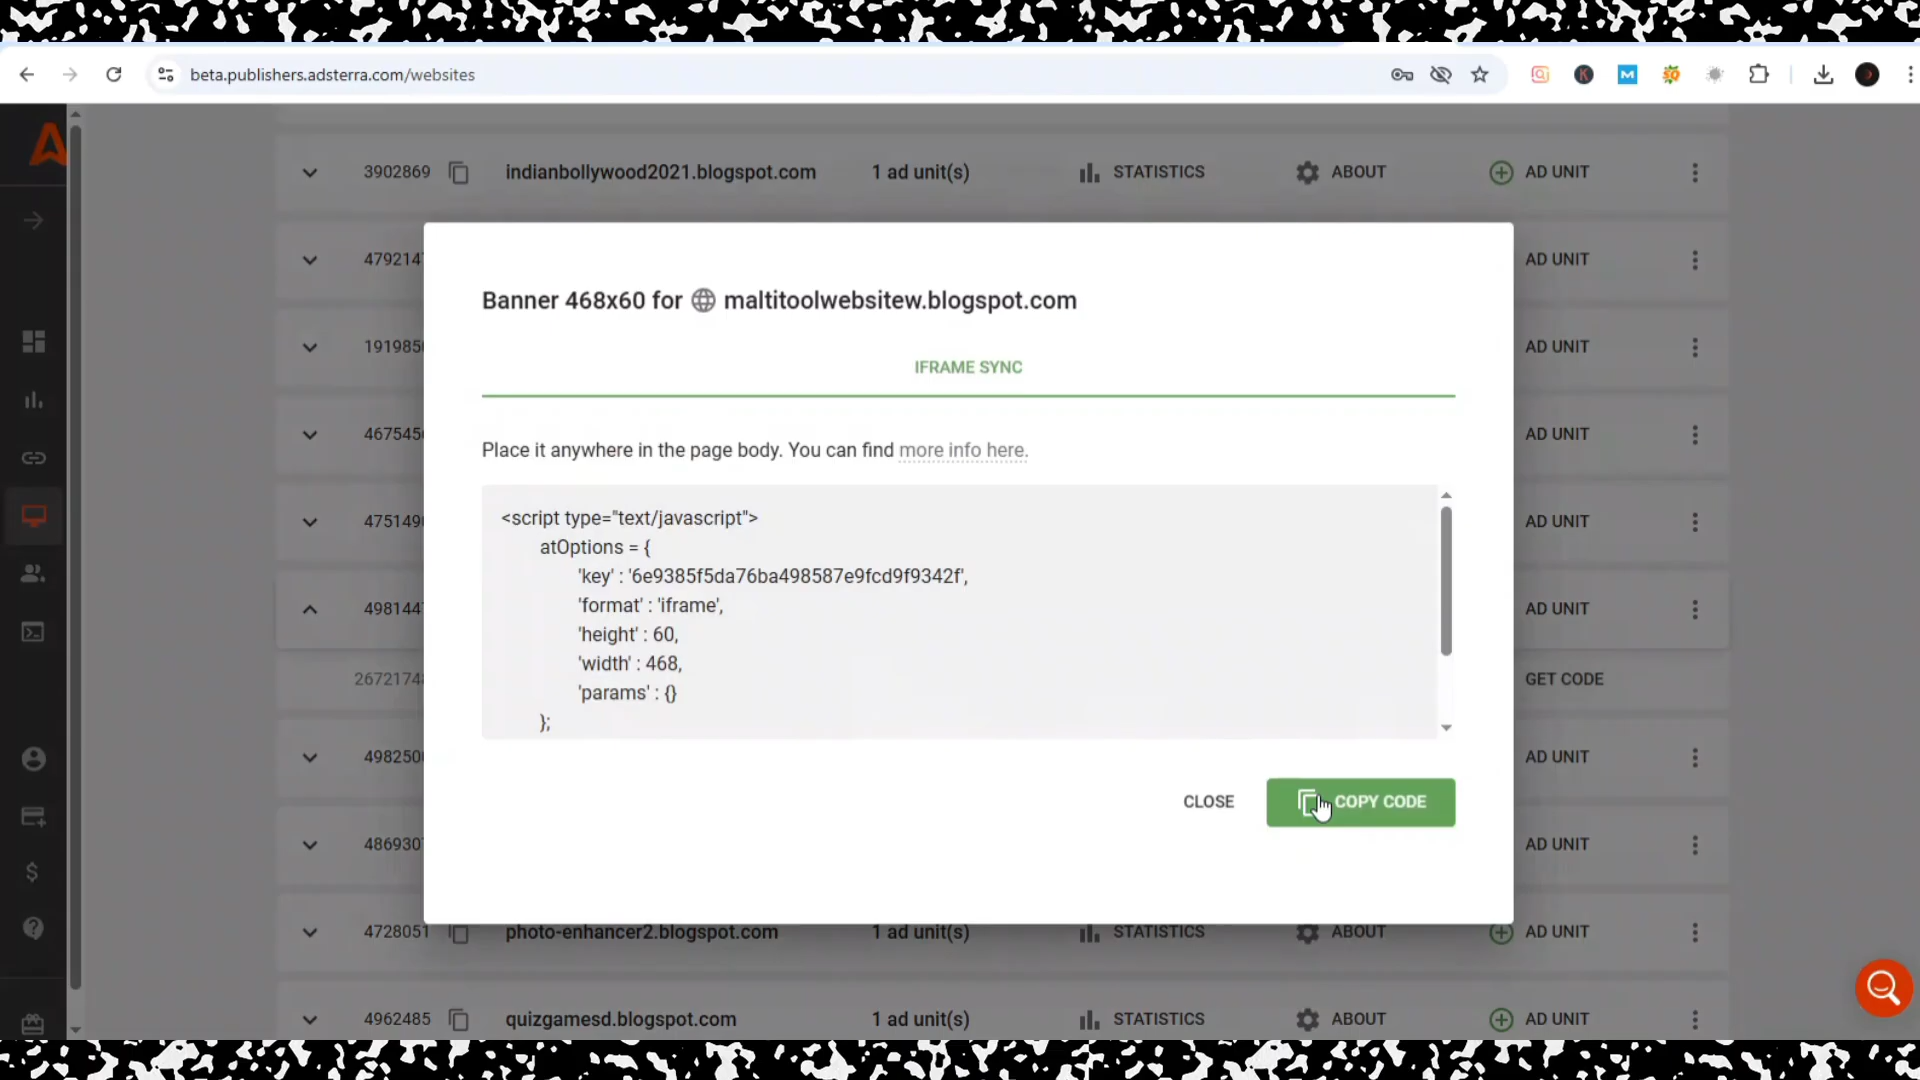 beta.publishers.adsterra.com/websites
3902869 indianbollywood2021.blogspot.com 1 ad unit(s) STATISTICS ABOUT AD UNIT
AD UNIT
AD UNIT
AD UNIT
AD UNIT
AD UNIT
GET CODE
AD UNIT
AD UNIT
Banner 468x60 for maltitoolwebsitew.blogspot.com
IFRAME SYNC
Place it anywhere in the page body. You can find more info here.
<script type="text/javascript">
atOptions = {
'key' : '6e9385f5da76ba498587e9fcd9f9342f',
'format' : 'iframe',
'height' : 60,
'width' : 468,
'params' : {}
};
CLOSE COPY CODE
4728051 photo-enhancer2.blogspot.com 1 ad unit(s) STATISTICS ABOUT AD UNIT
4962485 quizgamesd.blogspot.com 1 ad unit(s) STATISTICS ABOUT AD UNIT